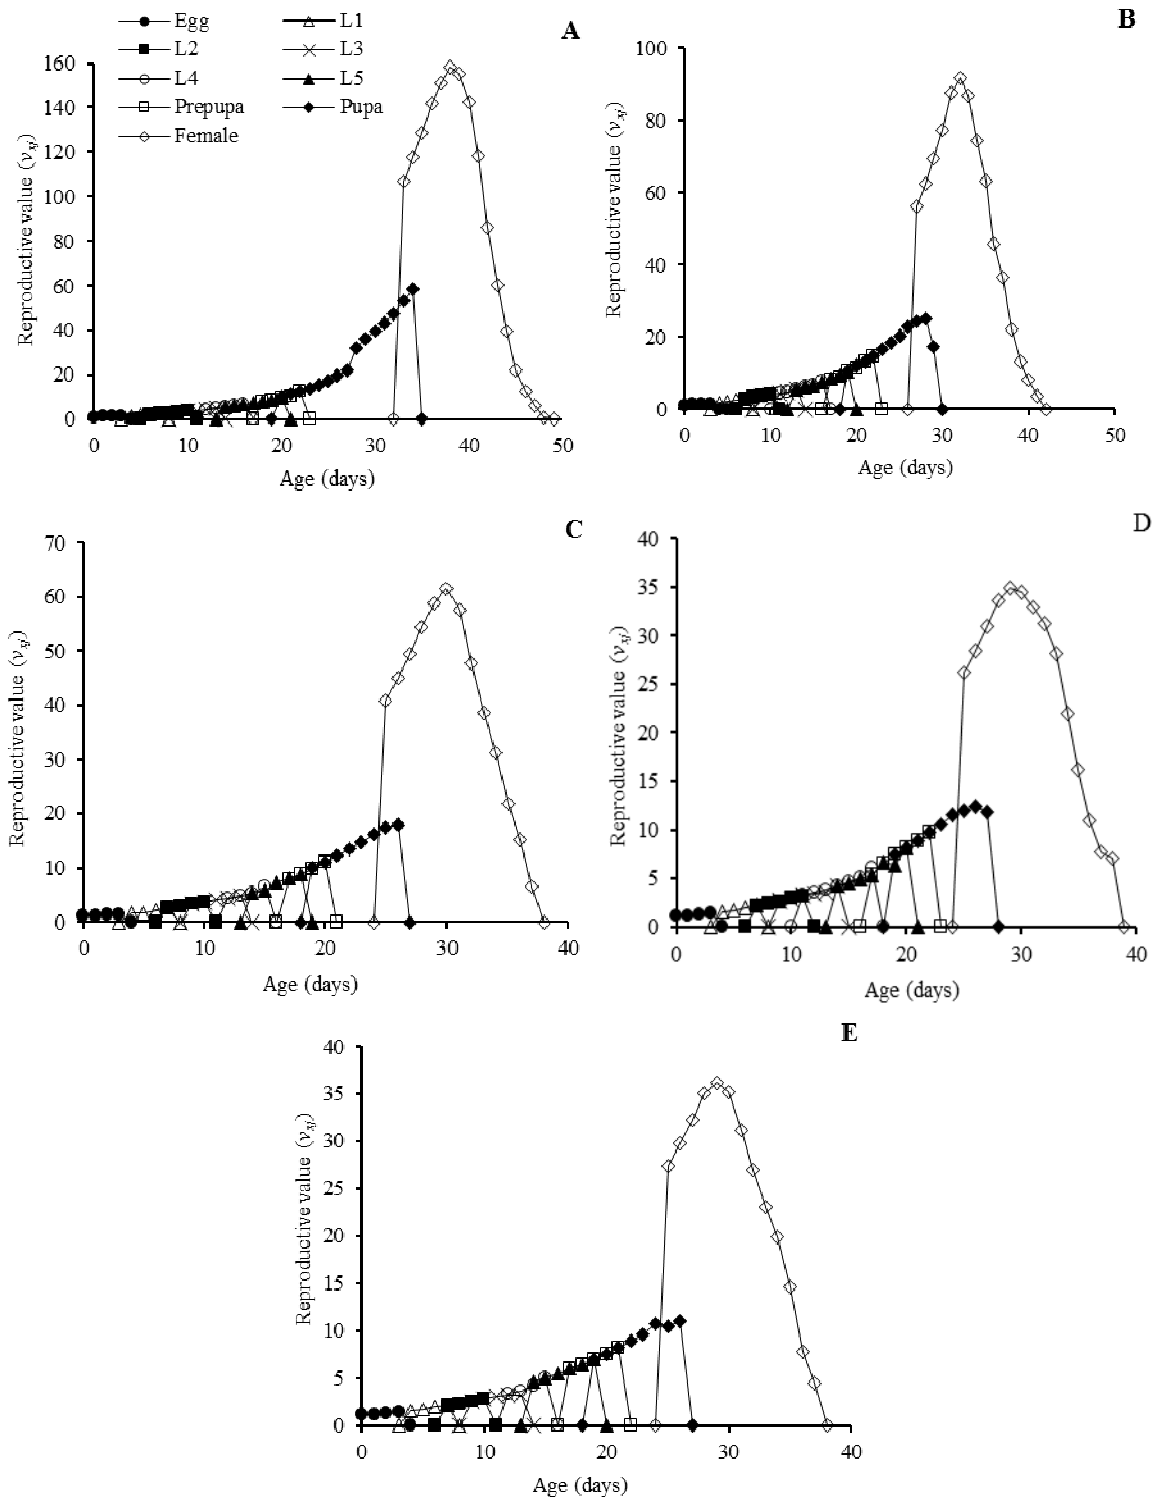 Egg L1
L2 L3
L4 L5
Prepupa Pupa
Female
A
160
140
120
100
80
60
40
20
0
0 10 20 30 40 50
Reproductive value (vxj)
Age (days)
B
100
80
60
40
20
0
0 10 20 30 40 50
Reproductive value (vxj)
Age (days)
C
70
60
50
40
30
20
10
0
0 10 20 30 40
Reproductive value (vxj)
Age (days)
D
40
35
30
25
20
15
10
5
0
0 10 20 30 40
Reproductive value (vxj)
Age (days)
E
40
35
30
25
20
15
10
5
0
0 10 20 30 40
Reproductive value (vxj)
Age (days)